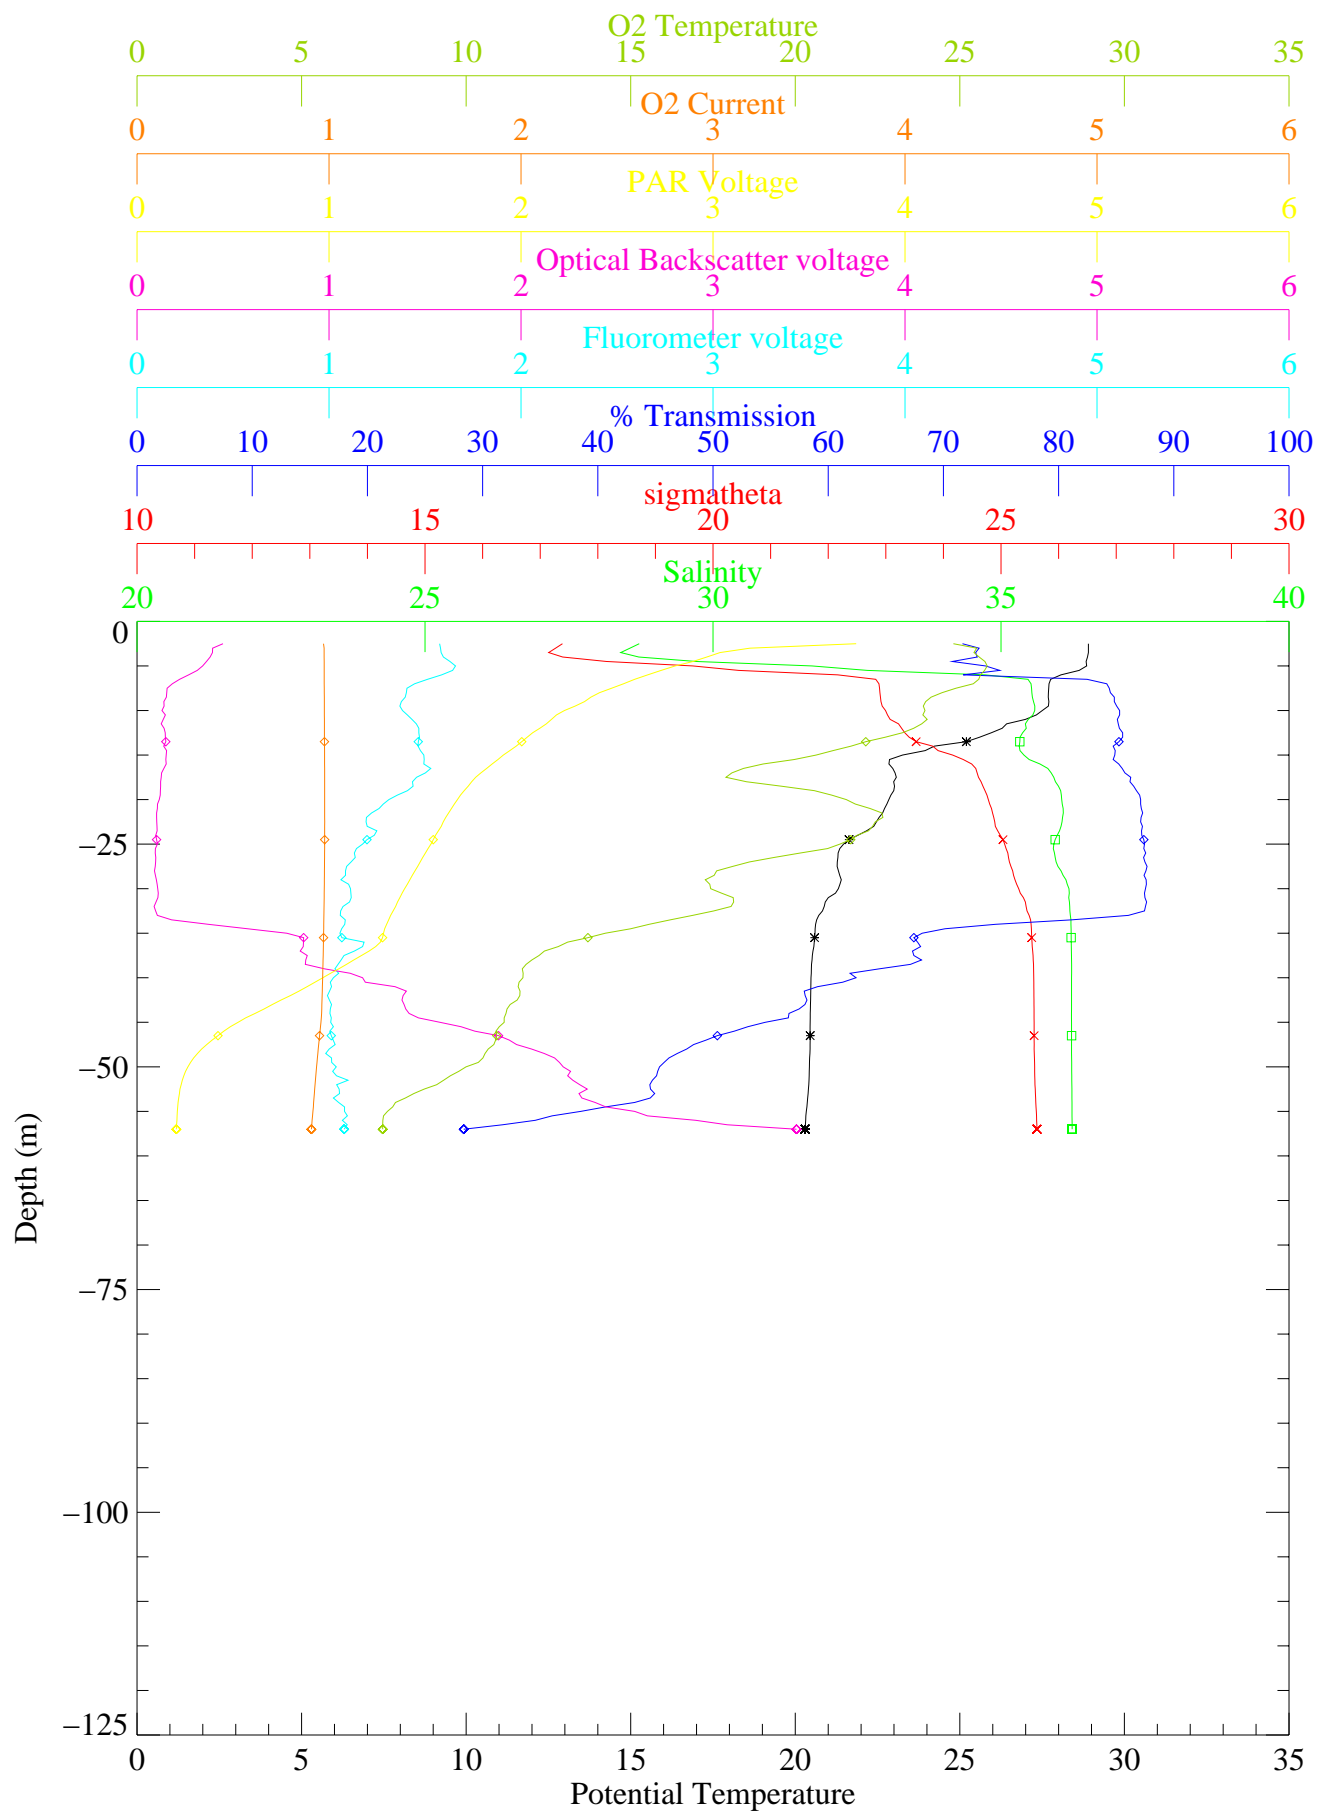 O2 Temperature
0 5 10 15 20 25 30 35
O2 Current
0 1 2 3 4 5 6
PAR Voltage
0 1 2 3 4 5 6
Optical Backscatter voltage
0 1 2 3 4 5 6
Fluorometer voltage
0 1 2 3 4 5 6
% Transmission
0 10 20 30 40 50 60 70 80 90 100
sigmatheta
10 15 20 25 30
Salinity
20 25 30 35 40
0
−25
−50
−75
−100
−125
Depth (m)
0 5 10 15 20 25 30 35
Potential Temperature